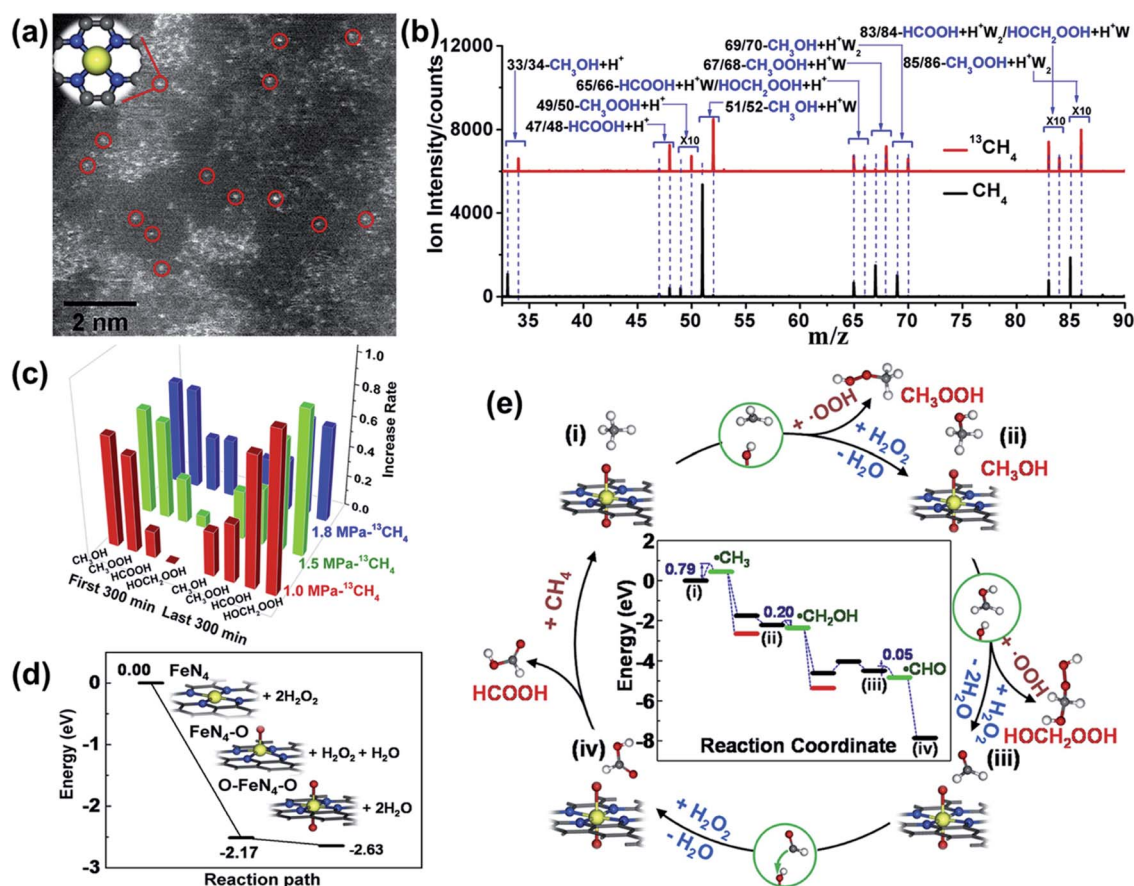 (a)
2 nm
(b)
12000
8000
4000
0
Ion Intensity/counts
33/34-CH₃OH+H⁺
65/66-HCOOH+H⁺W/HOCH₂OOH+H⁺
49/50-CH₃OOH+H⁺
47/48-HCOOH+H⁺
69/70-CH₃OH+H⁺W₂
67/68-CH₃OOH+H⁺W
51/52-CH₃OH+H⁺W
83/84-HCOOH+H⁺W₂/HOCH₂OOH+H⁺W
85/86-CH₃OOH+H⁺W₂
X10
X10
X10
¹³CH₄
CH₄
35 40 45 50 55 60 65 70 75 80 85 90
m/z
(c)
1.0
0.8
0.6
0.4
0.2
0.0
Increase Rate
1.8 MPa-¹³CH₄
1.5 MPa-¹³CH₄
1.0 MPa-¹³CH₄
CH₃OH
CH₃OOH
HCOOH
HOCH₂OOH
CH₃OH
CH₃OOH
HCOOH
HOCH₂OOH
First 300 min
Last 300 min
(d)
0
-1
-2
-3
Energy (eV)
0.00
FeN₄
+ 2H₂O₂
FeN₄-O
+ H₂O₂ + H₂O
O-FeN₄-O
+ 2H₂O
-2.17
-2.63
Reaction path
(e)
(i)
+ ·OOH
CH₃OOH
+ H₂O₂
- H₂O
(ii)
CH₃OH
+ ·OOH
HOCH₂OOH
+ H₂O₂
- 2H₂O
(iii)
+ H₂O₂
- H₂O
(iv)
HCOOH
+ CH₄
2
0
-2
-4
-6
-8
Energy (eV)
0.79
•CH₃
(i)
0.20
•CH₂OH
(ii)
0.05
•CHO
(iii)
(iv)
Reaction Coordinate